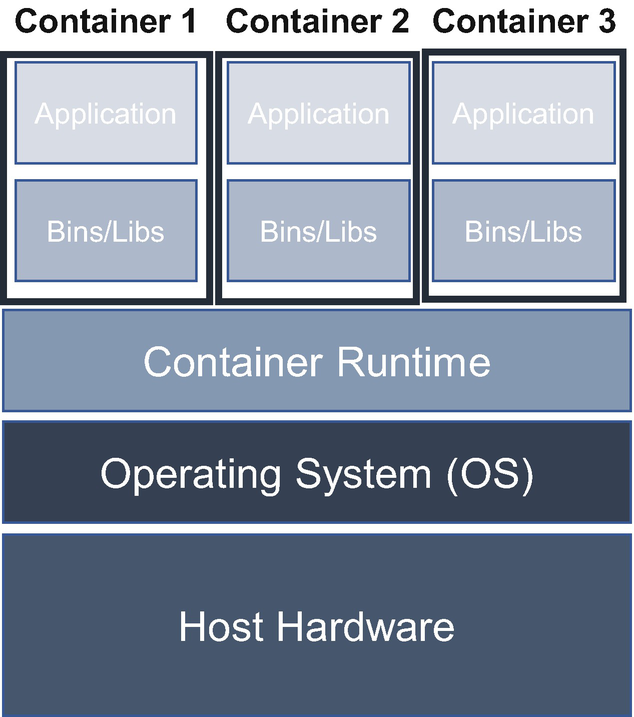 Container 1 Container 2 Container 3
Application Application Application
Bins/Libs Bins/Libs Bins/Libs
Container Runtime
Operating System (OS)
Host Hardware